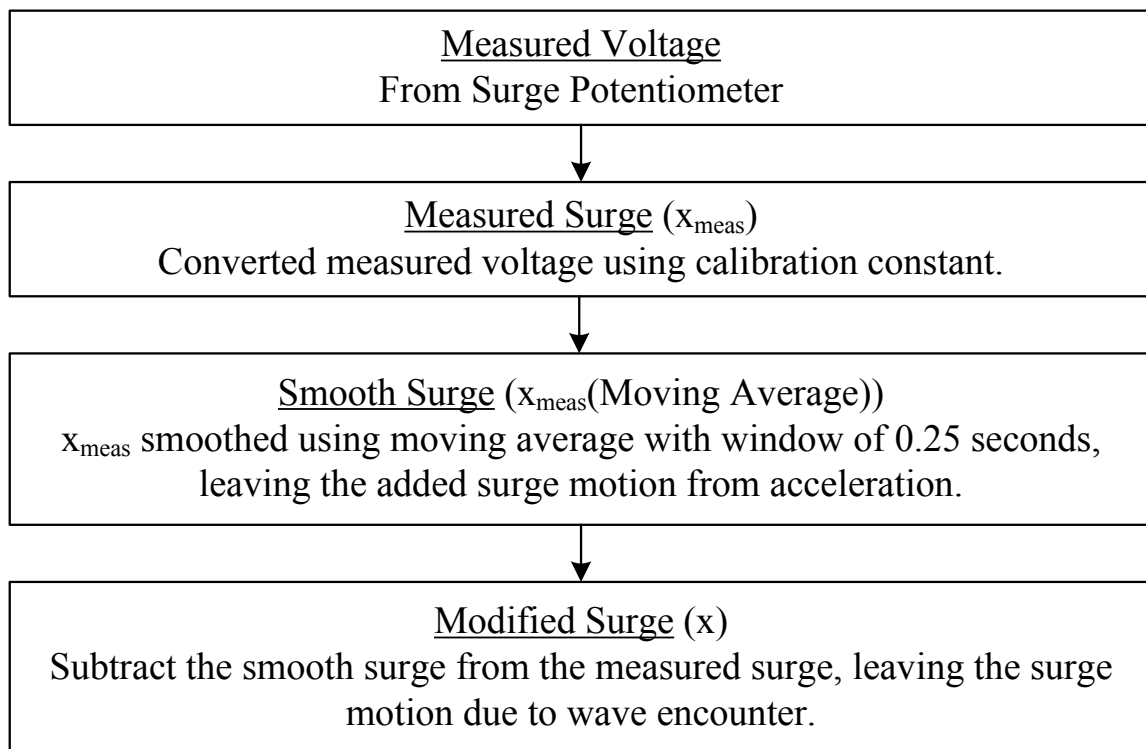 Measured Voltage
From Surge Potentiometer
Measured Surge (xmeas)
Converted measured voltage using calibration constant.
Smooth Surge (xmeas(Moving Average))
xmeas smoothed using moving average with window of 0.25 seconds,
leaving the added surge motion from acceleration.
Modified Surge (x)
Subtract the smooth surge from the measured surge, leaving the surge
motion due to wave encounter.